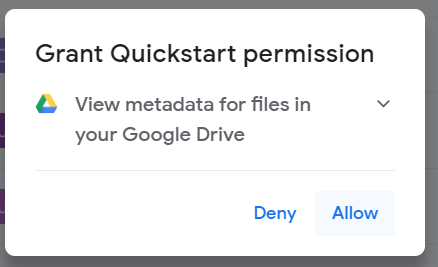 Grant Quickstart permission
View metadata for files in
your Google Drive
Deny
Allow